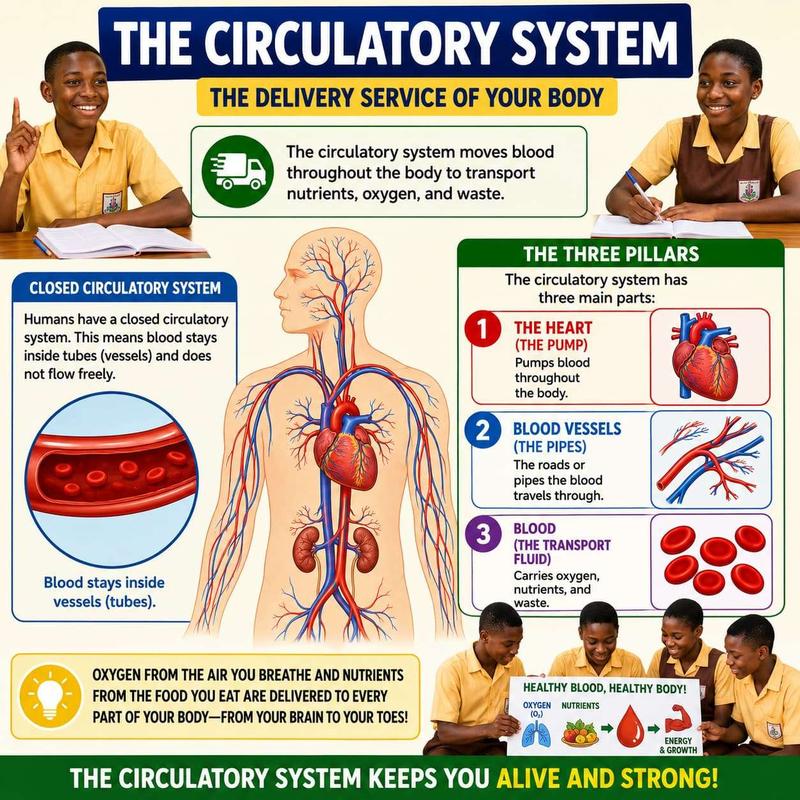 THE CIRCULATORY SYSTEM
THE DELIVERY SERVICE OF YOUR BODY
The circulatory system moves blood
throughout the body to transport
nutrients, oxygen, and waste.
CLOSED CIRCULATORY SYSTEM
Humans have a closed circulatory
system. This means blood stays
inside tubes (vessels) and does
not flow freely.
Blood stays inside
vessels (tubes).
THE THREE PILLARS
The circulatory system has
three main parts:
1
THE HEART
(THE PUMP)
Pumps blood
throughout
the body.
2
BLOOD VESSELS
(THE PIPES)
The roads or
pipes the blood
travels through.
3
BLOOD
(THE TRANSPORT
FLUID)
Carries oxygen,
nutrients, and
waste.
OXYGEN FROM THE AIR YOU BREATHE AND NUTRIENTS
FROM THE FOOD YOU EAT ARE DELIVERED TO EVERY
PART OF YOUR BODY—FROM YOUR BRAIN TO YOUR TOES!
HEALTHY BLOOD, HEALTHY BODY!
OXYGEN
(O₂)
NUTRIENTS
ENERGY
& GROWTH
THE CIRCULATORY SYSTEM KEEPS YOU ALIVE AND STRONG!